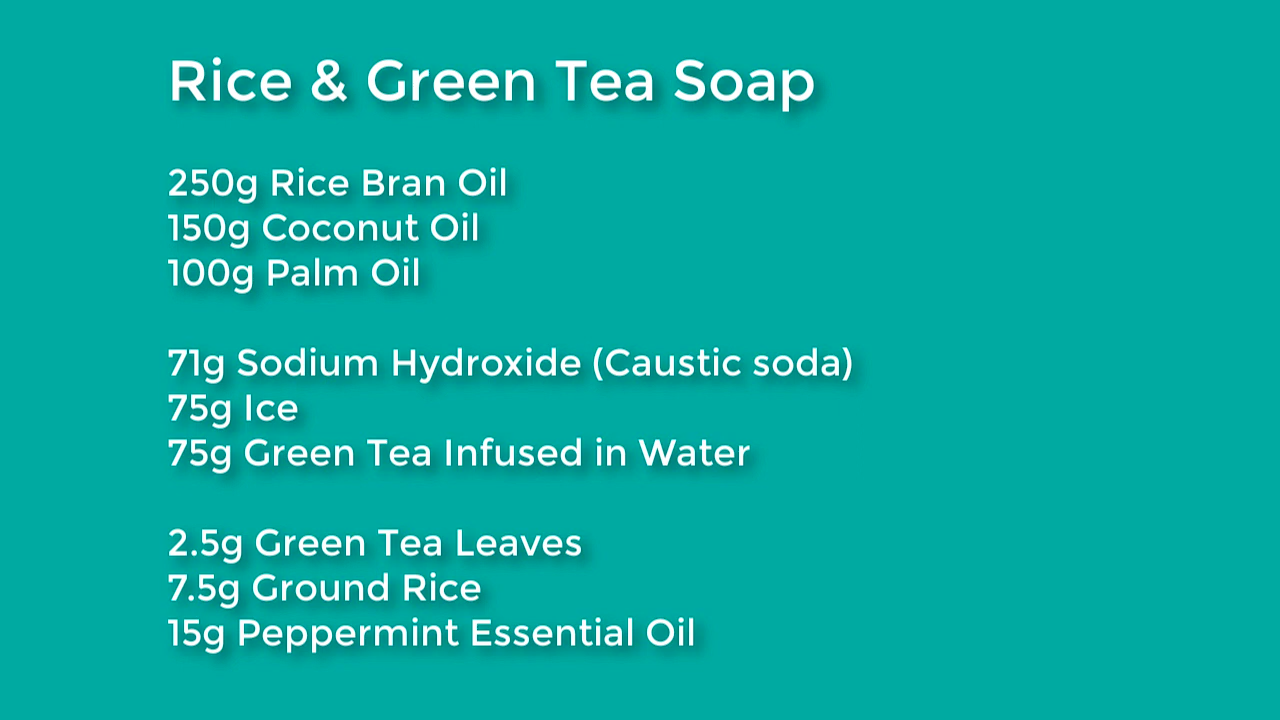 Rice & Green Tea Soap
250g Rice Bran Oil
150g Coconut Oil
100g Palm Oil
71g Sodium Hydroxide (Caustic soda)
75g Ice
75g Green Tea Infused in Water
2.5g Green Tea Leaves
7.5g Ground Rice
15g Peppermint Essential Oil